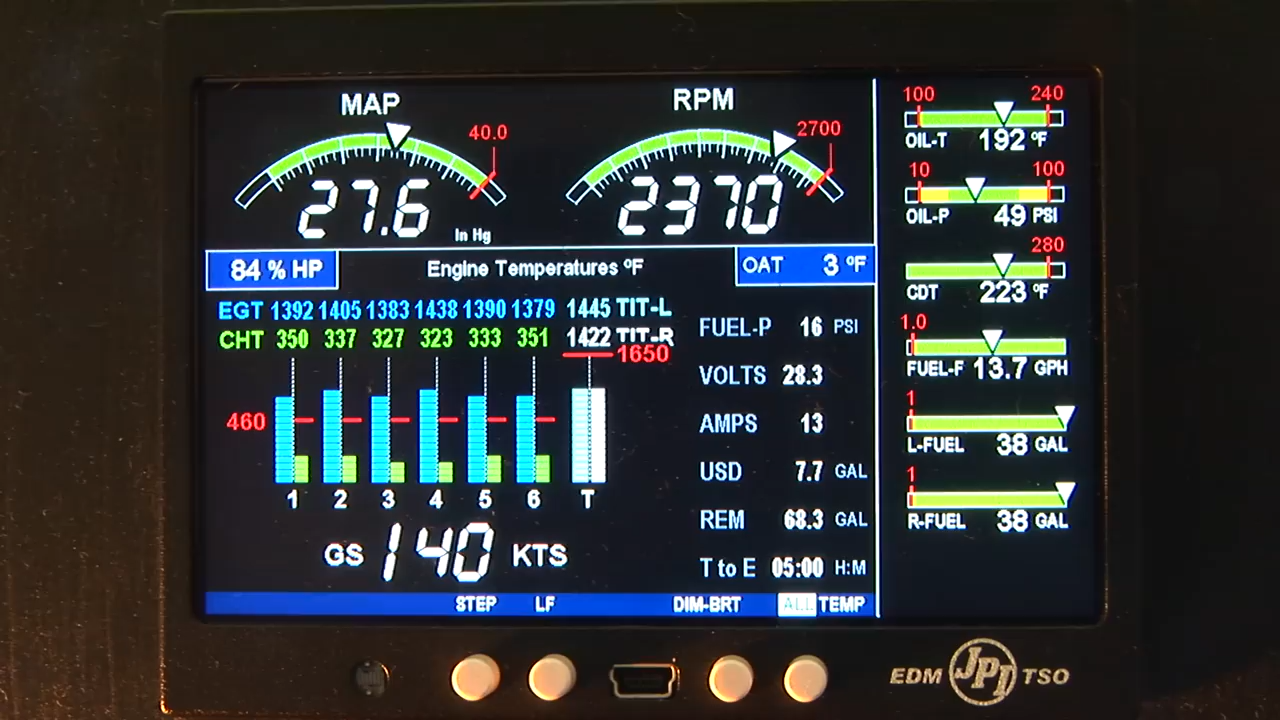 MAP
40.0
27.6
In Hg
RPM
2700
2370
84 % HP
Engine Temperatures °F
OAT 3 °F
EGT 1392 1405 1383 1438 1390 1379 1445 TIT-L
CHT 350 337 327 323 333 351 1422 TIT-R
1650
460
1 2 3 4 5 6 T
GS 140 KTS
FUEL-P 16 PSI
VOLTS 28.3
AMPS 13
USD 7.7 GAL
REM 68.3 GAL
T to E 05:00 H:M
STEP LF DIM-BRT ALL TEMP
100 240
OIL-T 192 °F
10 100
OIL-P 49 PSI
280
CDT 223 °F
1.0
FUEL-F 13.7 GPH
1
L-FUEL 38 GAL
1
R-FUEL 38 GAL
EDM JPI TSO